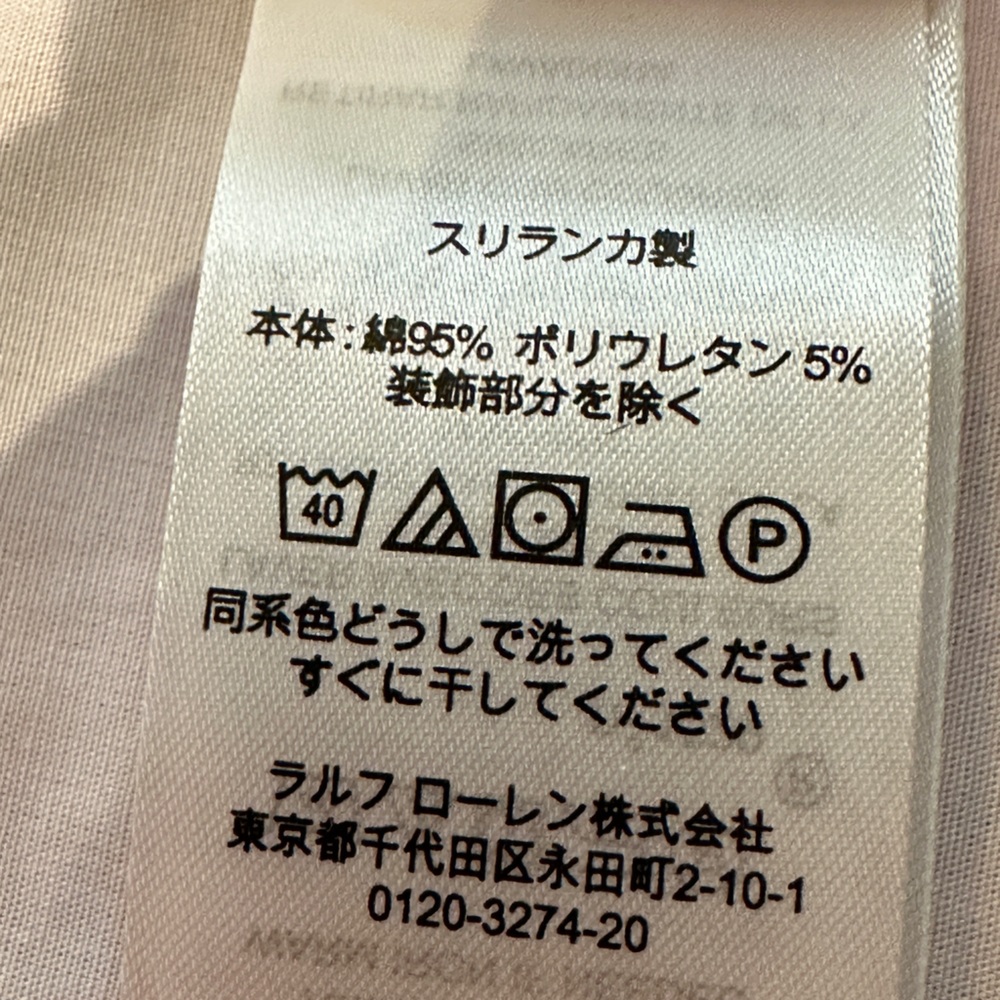 スリランカ製
本体:綿95% ポリウレタン 5%
装飾部分を除く
40 P
同系色どうしで洗ってください
すぐに干してください
ラルフ ローレン株式会社
東京都千代田区永田町2-10-1
0120-3274-20